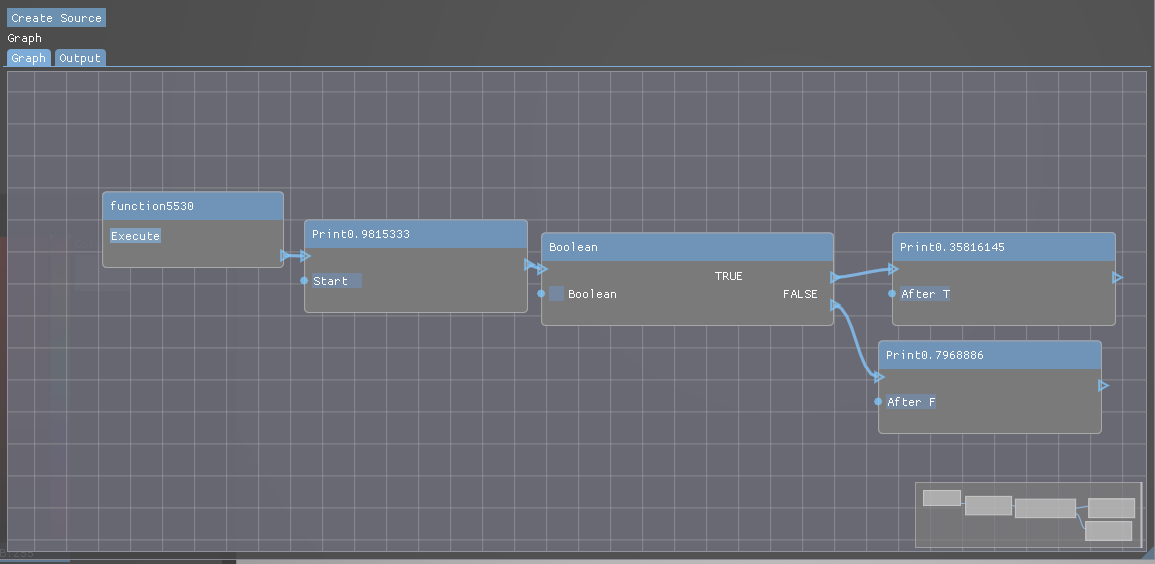 Create Source
Graph
Graph Output
function5530
Execute
Print0.9815333
Start
Boolean
TRUE
Boolean
FALSE
Print0.35816145
After T
Print0.7968886
After F